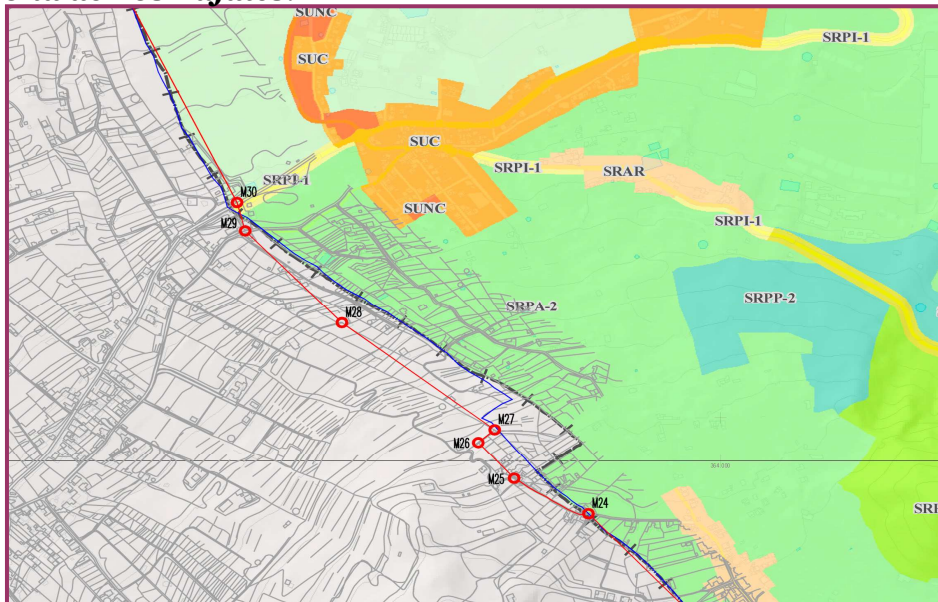 SUNC
SUC
SRPI-1
SUC
SRPI-1
SRAR
SRPI-1
M30
SUNC
SRPI-1
M29
SRPP-2
SRPA-2
M28
M27
M26
M25
364000
M24